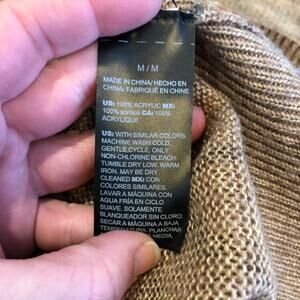 M / M
MADE IN CHINA/ HECHO EN
CHINA/ FABRIQUÉ EN CHINE
US: 100% ACRYLIC MX:
100% acrílico CA: 100%
ACRYLIQUE
US: WITH SIMILAR COLORS.
MACHINE WASH COLD,
GENTLE CYCLE, ONLY
NON-CHLORINE BLEACH.
TUMBLE DRY LOW. WARM
IRON, MAY BE DRY
CLEANED MX: CON
COLORES SIMILARES.
LAVAR A MÁQUINA CON
AGUA FRÍA EN CICLO
SUAVE. SOLAMENTE
BLANQUEADOR SIN CLORO.
SECAR A MÁQUINA A BAJA
TEMPERATURA. PLANCHAR
MEDIA,